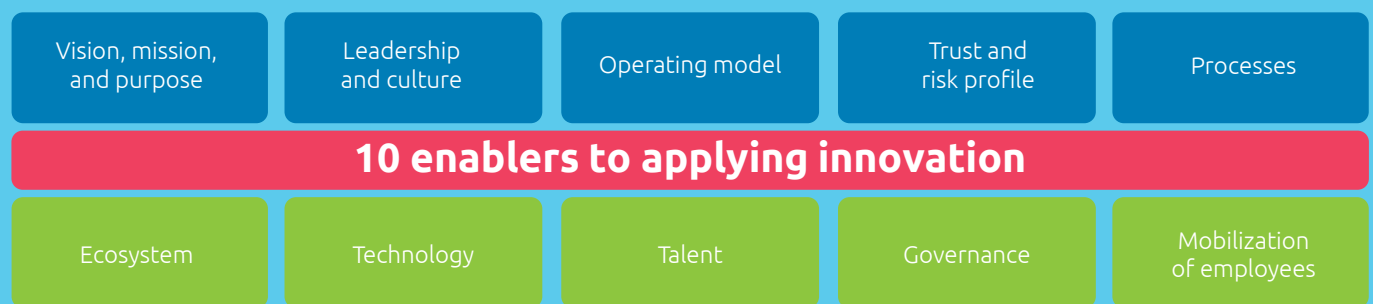 Vision, mission,
and purpose
Leadership
and culture
Operating model
Trust and
risk profile
Processes
10 enablers to applying innovation
Ecosystem
Technology
Talent
Governance
Mobilization
of employees